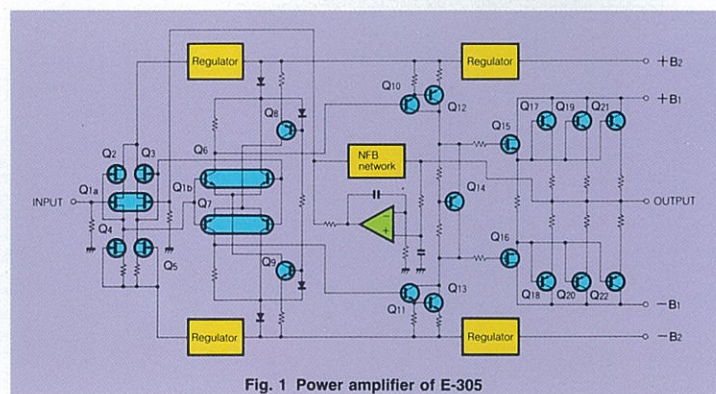 Regulator
Regulator
+B2
+B1
Q10
Q12
Q8
Q15
Q17
Q19
Q21
Q2
Q3
Q6
NFB
network
Q14
Q1a
Q1b
INPUT
OUTPUT
Q7
Q4
Q5
Q9
Q16
Q13
Q11
Q18
Q20
Q22
−B1
−B2
Regulator
Regulator
Fig. 1 Power amplifier of E-305